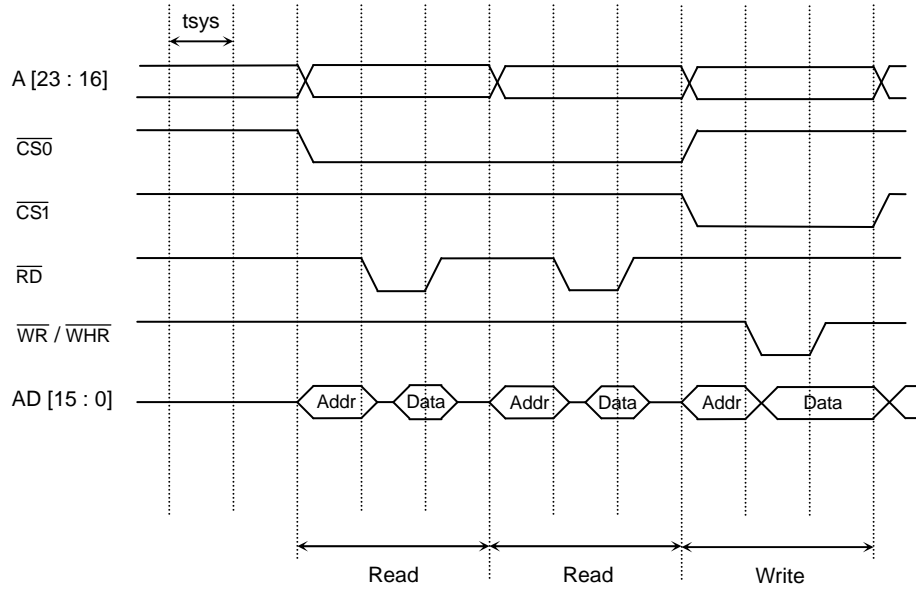 tsys
A [23 : 16]
CS0
CS1
RD
WR / WHR
AD [15 : 0]
Addr
Data
Addr
Data
Addr
Data
Read
Read
Write